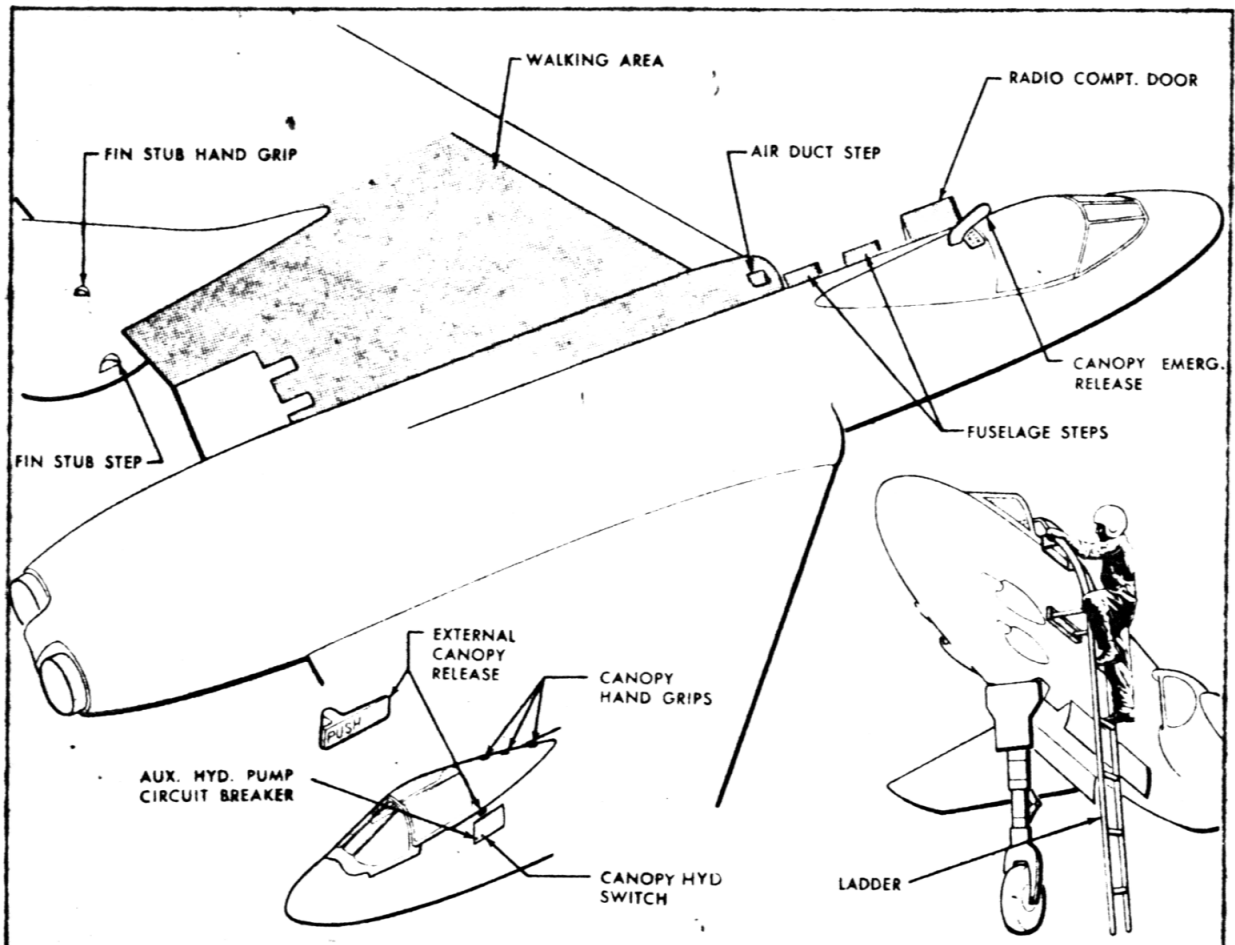 WALKING AREA
RADIO COMPT. DOOR
FIN STUB HAND GRIP
AIR DUCT STEP
CANOPY EMERG.
RELEASE
FUSELAGE STEPS
FIN STUB STEP
EXTERNAL
CANOPY
RELEASE
CANOPY
HAND GRIPS
PUSH
AUX. HYD. PUMP
CIRCUIT BREAKER
CANOPY HYD
SWITCH
LADDER